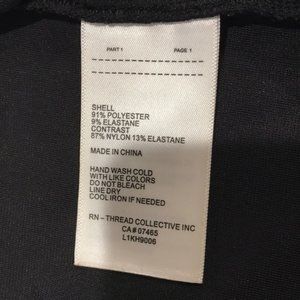 PART 1 PAGE 1
SHELL
91% POLYESTER
9% ELASTANE
CONTRAST
87% NYLON 13% ELASTANE
MADE IN CHINA
HAND WASH COLD
WITH LIKE COLORS
DO NOT BLEACH
LINE DRY
COOL IRON IF NEEDED
RN – THREAD COLLECTIVE INC
CA# 07465
L1KH9006